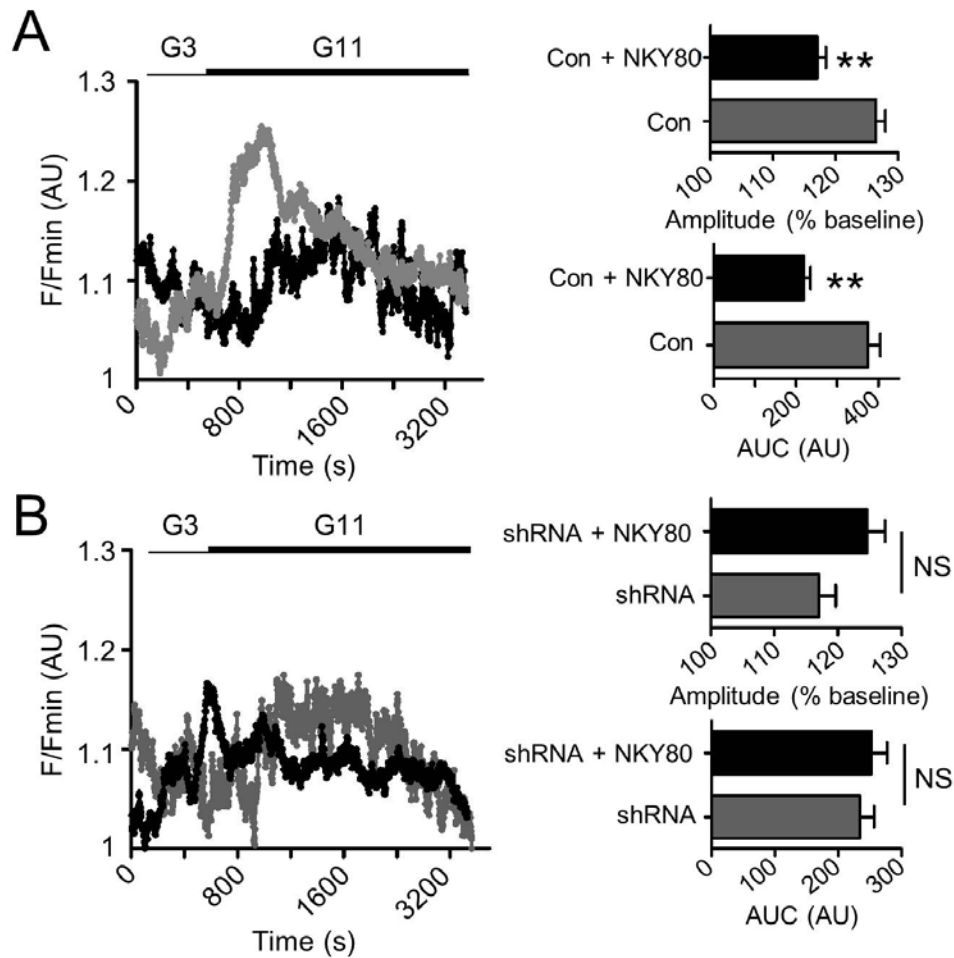 A
G3
G11
1.3
1.2
1.1
1
F/Fmin (AU)
0
800
1600
3200
Time (s)
Con + NKY80
**
Con
100
110
120
130
Amplitude (% baseline)
Con + NKY80
**
Con
0
200
400
AUC (AU)
B
G3
G11
1.3
1.2
1.1
1
F/Fmin (AU)
0
800
1600
3200
Time (s)
shRNA + NKY80
shRNA
NS
100
110
120
130
Amplitude (% baseline)
shRNA + NKY80
shRNA
NS
0
100
200
300
AUC (AU)